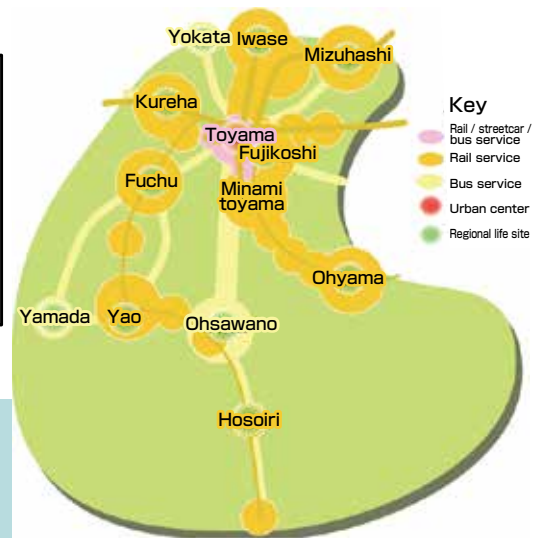 Yokata
Iwase
Mizuhashi
Kureha
Toyama
Fujikoshi
Fuchu
Minami
toyama
Ohyama
Yamada
Yao
Ohsawano
Hosoiri
Key
Rail / streetcar /
bus service
Rail service
Bus service
Urban center
Regional life site